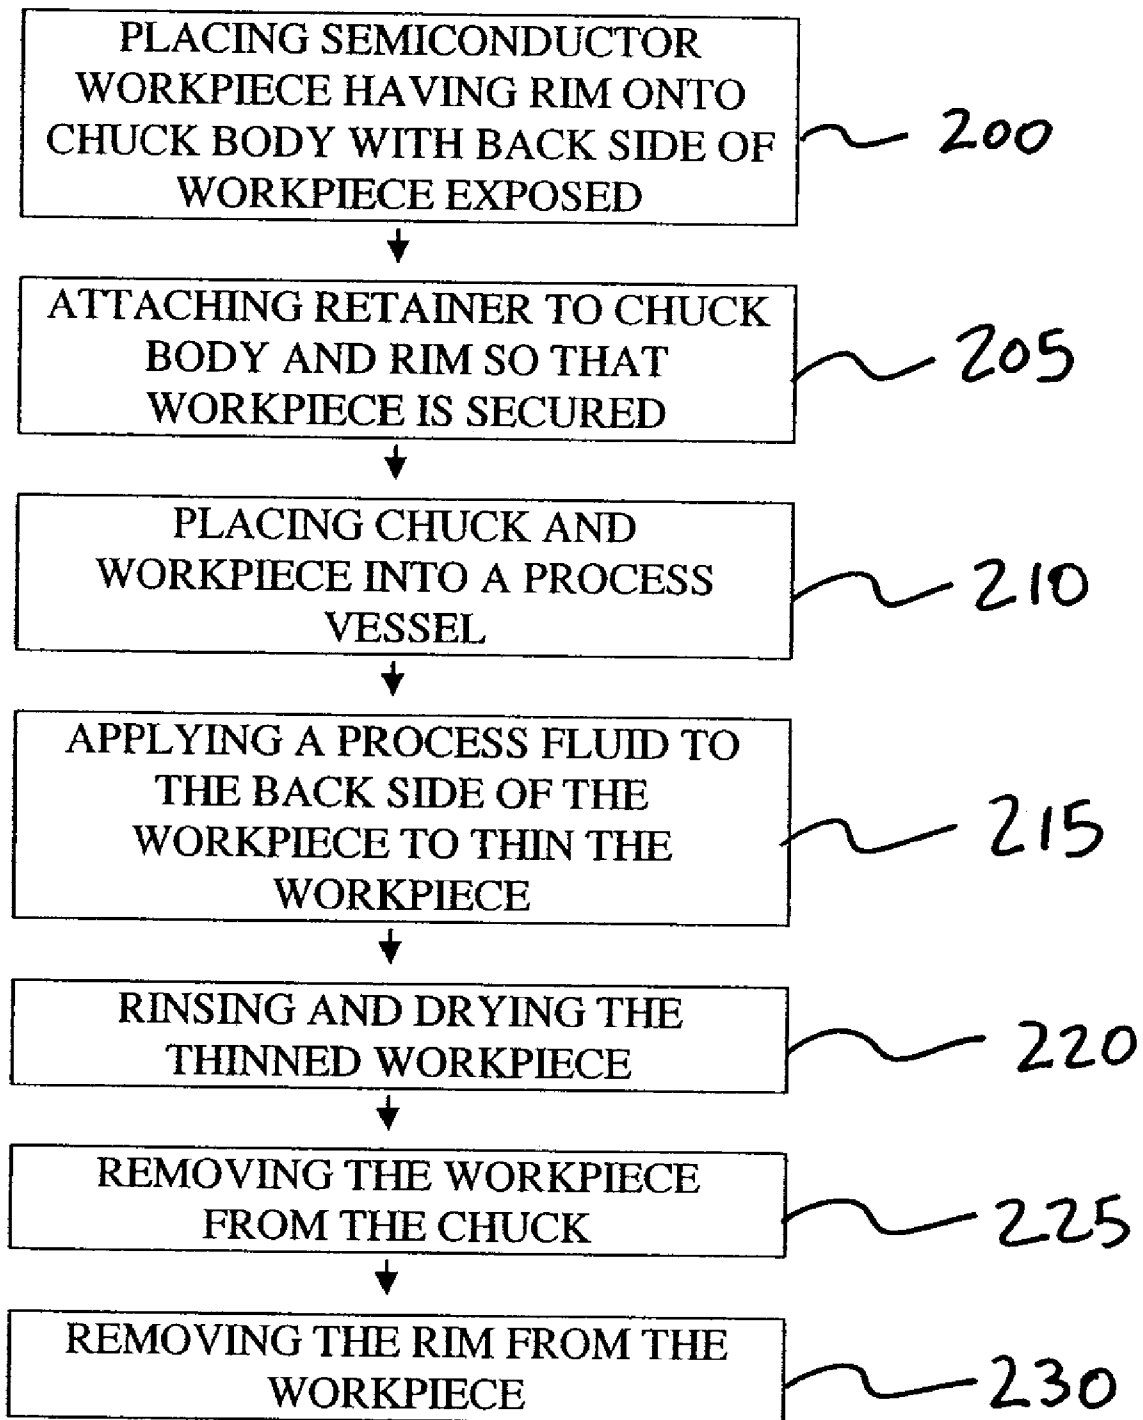 PLACING SEMICONDUCTOR
WORKPIECE HAVING RIM ONTO
CHUCK BODY WITH BACK SIDE OF
WORKPIECE EXPOSED
200
ATTACHING RETAINER TO CHUCK
BODY AND RIM SO THAT
WORKPIECE IS SECURED
205
PLACING CHUCK AND
WORKPIECE INTO A PROCESS
VESSEL
210
APPLYING A PROCESS FLUID TO
THE BACK SIDE OF THE
WORKPIECE TO THIN THE
WORKPIECE
215
RINSING AND DRYING THE
THINNED WORKPIECE
220
REMOVING THE WORKPIECE
FROM THE CHUCK
225
REMOVING THE RIM FROM THE
WORKPIECE
230